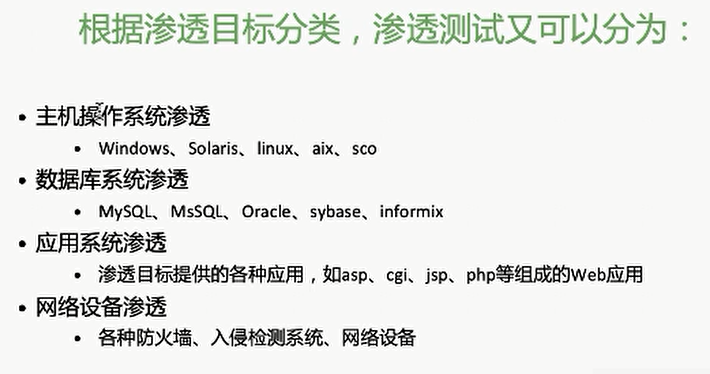 根据渗透目标分类，渗透测试又可以分为：
• 主机操作系统渗透
• Windows、Solaris、linux、aix、sco
• 数据库系统渗透
• MySQL、MsSQL、Oracle、sybase、informix
• 应用系统渗透
• 渗透目标提供的各种应用，如asp、cgi、jsp、php等组成的Web应用
• 网络设备渗透
• 各种防火墙、入侵检测系统、网络设备